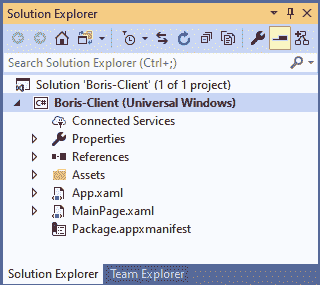 Solution Explorer
Search Solution Explorer (Ctrl+;)
Solution 'Boris-Client' (1 of 1 project)
C# Boris-Client (Universal Windows)
Connected Services
Properties
References
Assets
App.xaml
MainPage.xaml
Package.appxmanifest
Solution Explorer Team Explorer